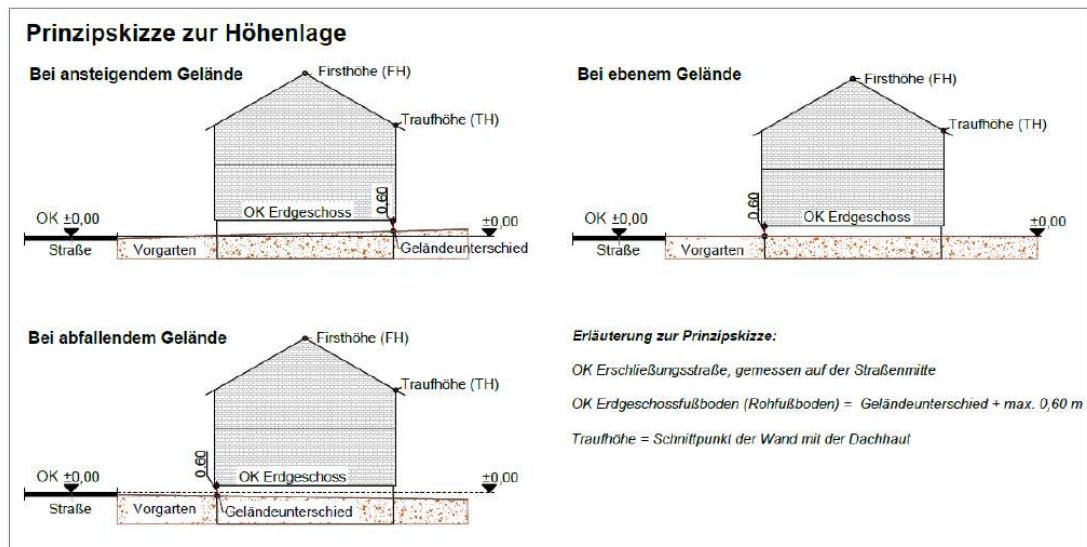 Prinzipskizze zur Höhenlage
Bei ansteigendem Gelände
Firsthöhe (FH)
Traufhöhe (TH)
0,60
OK Erdgeschoss
OK ±0,00
±0,00
Straße
Vorgarten
Geländeunterschied
Bei ebenem Gelände
Firsthöhe (FH)
Traufhöhe (TH)
0,60
OK Erdgeschoss
OK ±0,00
±0,00
Straße
Vorgarten
Bei abfallendem Gelände
Firsthöhe (FH)
Traufhöhe (TH)
0,60
OK Erdgeschoss
OK ±0,00
±0,00
Straße
Vorgarten
Geländeunterschied
Erläuterung zur Prinzipskizze:
OK Erschließungsstraße, gemessen auf der Straßenmitte
OK Erdgeschossfußboden (Rohfußboden) = Geländeunterschied + max. 0,60 m
Traufhöhe = Schnittpunkt der Wand mit der Dachhaut